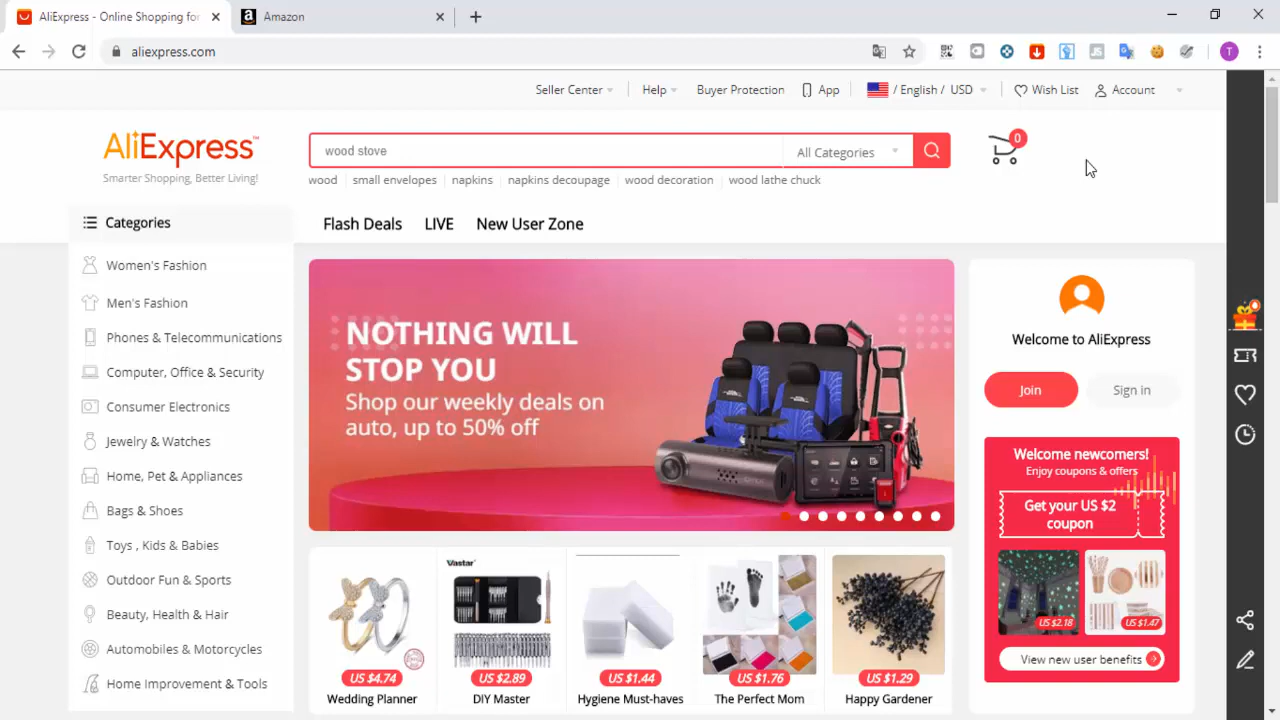 AliExpress - Online Shopping for
Amazon
aliexpress.com
T
Seller Center
Help
Buyer Protection
App
/ English / USD
Wish List
Account
AliExpress™
Smarter Shopping, Better Living!
wood stove
All Categories
0
wood
small envelopes
napkins
napkins decoupage
wood decoration
wood lathe chuck
Categories
Flash Deals
LIVE
New User Zone
Women's Fashion
Men's Fashion
Phones & Telecommunications
Computer, Office & Security
Consumer Electronics
Jewelry & Watches
Home, Pet & Appliances
Bags & Shoes
Toys , Kids & Babies
Outdoor Fun & Sports
Beauty, Health & Hair
Automobiles & Motorcycles
Home Improvement & Tools
NOTHING WILL
STOP YOU
Shop our weekly deals on
auto, up to 50% off
Welcome to AliExpress
Join
Sign in
Welcome newcomers!
Enjoy coupons & offers
Get your US $2
coupon
US $2.18
US $1.47
View new user benefits
Vastar
US $4.74
US $2.89
US $1.44
US $1.76
US $1.29
Wedding Planner
DIY Master
Hygiene Must-haves
The Perfect Mom
Happy Gardener